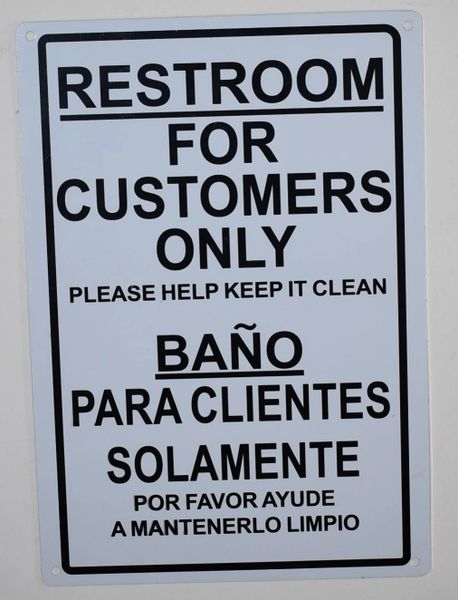 RESTROOM
FOR
CUSTOMERS
ONLY
PLEASE HELP KEEP IT CLEAN
BAÑO
PARA CLIENTES
SOLAMENTE
POR FAVOR AYUDE
A MANTENERLO LIMPIO